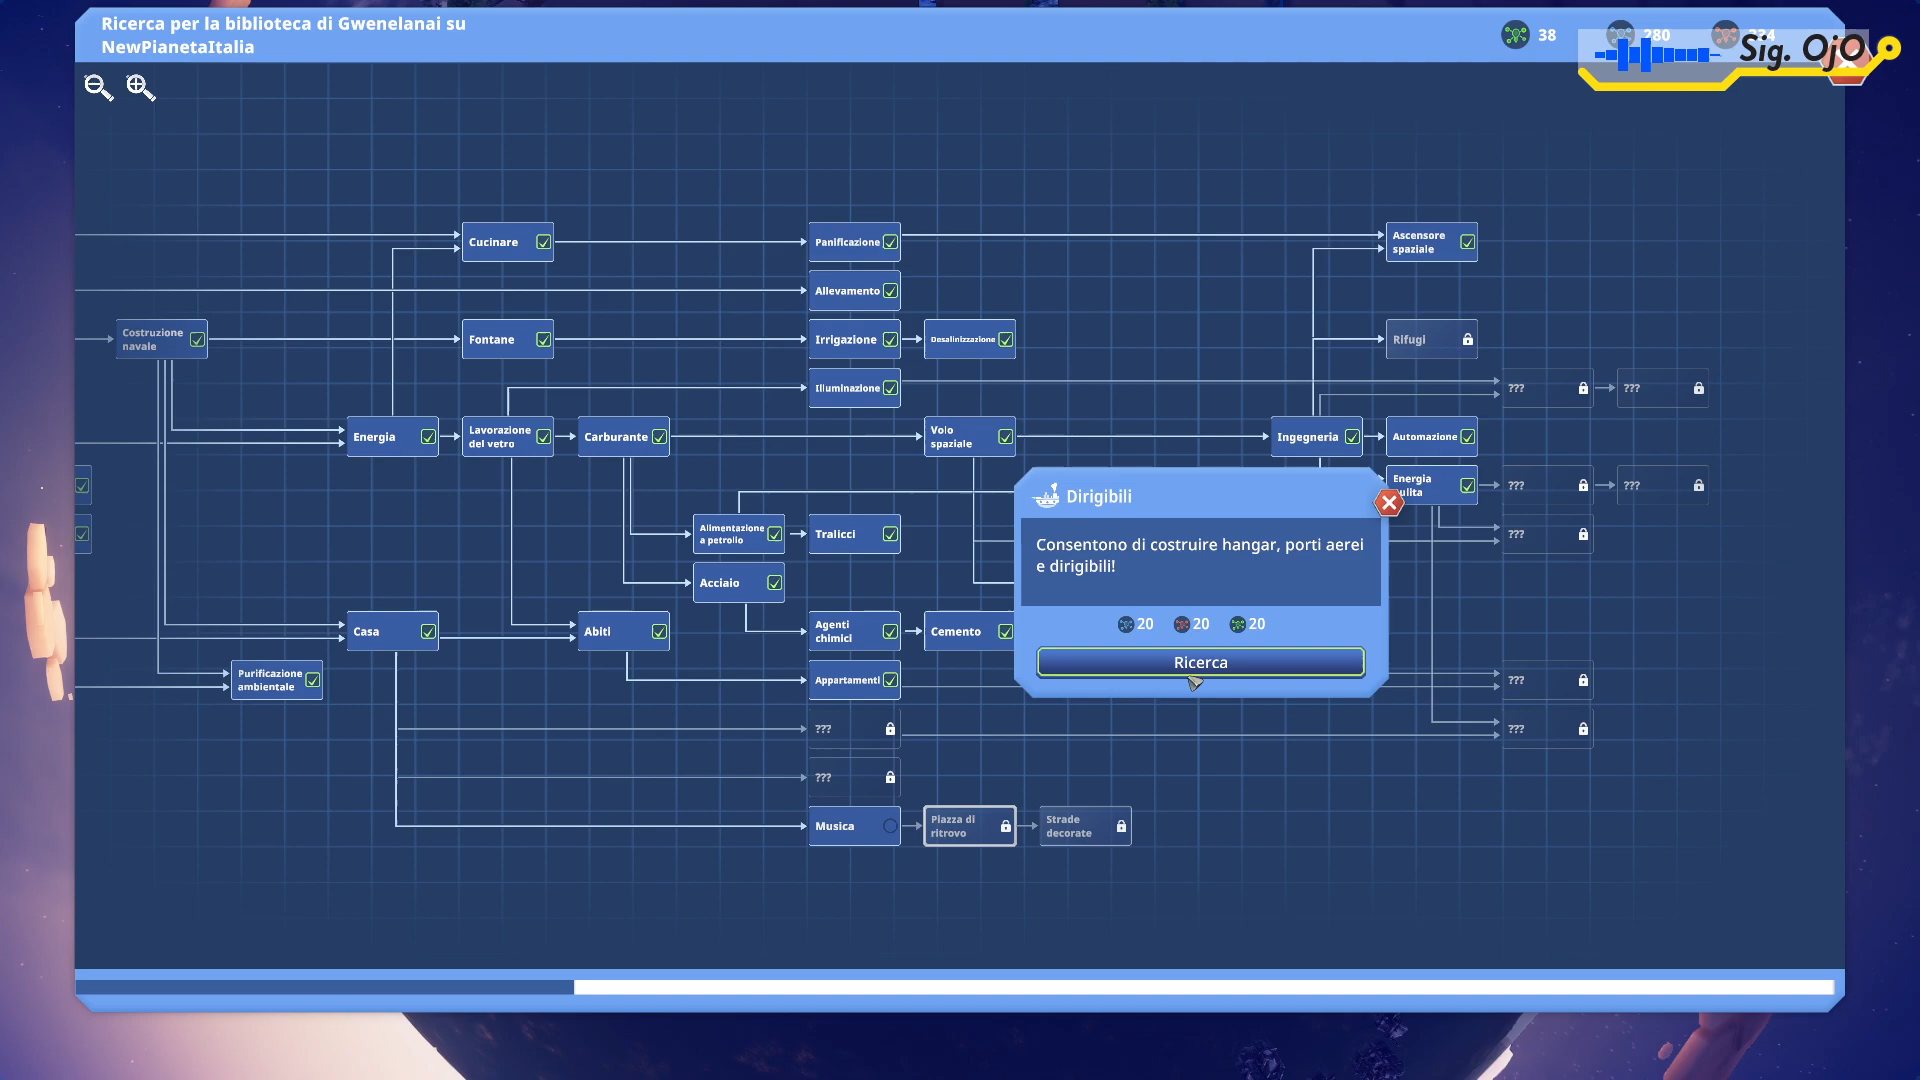 Ricerca per la biblioteca di Gwenelanai su
NewPianetaItalia
38
280
Sig. OjO
Cucinare
Panificazione
Ascensore
spaziale
Allevamento
Costruzione
navale
Fontane
Irrigazione
Desalinizzazione
Rifugi
Illuminazione
???
???
Energia
Lavorazione
del vetro
Carburante
Volo
spaziale
Ingegneria
Automazione
Energia
???
???
Alimentazione
a petrolio
Tralicci
???
Acciaio
Dirigibili
Consentono di costruire hangar, porti aerei
e dirigibili!
20
20
20
Ricerca
Casa
Abiti
Agenti
chimici
Cemento
Purificazione
ambientale
Appartamenti
???
???
???
???
Musica
Piazza di
ritrovo
Strade
decorate